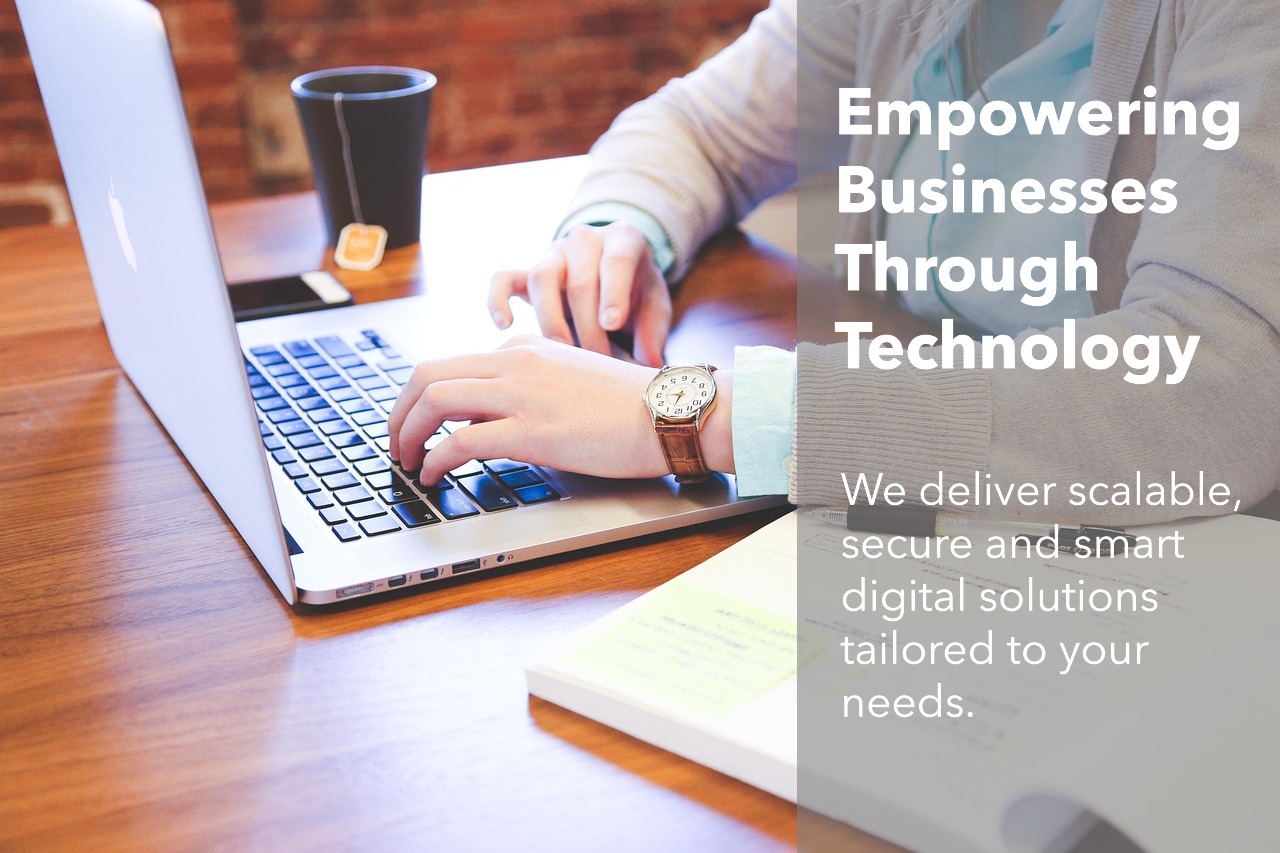 Empowering
Businesses
Through
Technology
We deliver scalable,
secure and smart
digital solutions
tailored to your
needs.